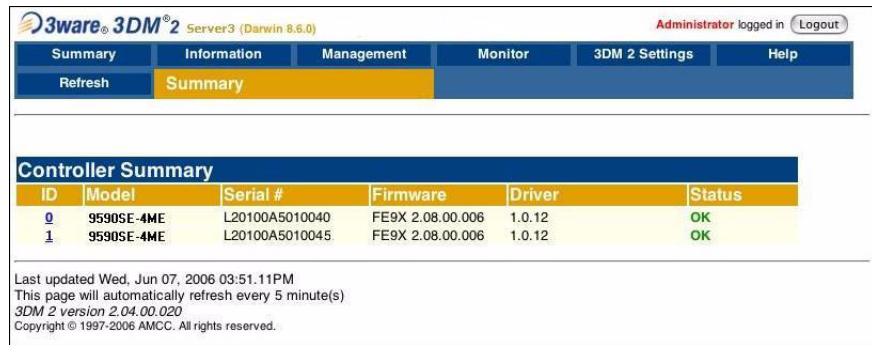 3ware® 3DM®2 Server3 (Darwin 8.6.0) Administrator logged in Logout
Summary Information Management Monitor 3DM 2 Settings Help
Refresh Summary
Controller Summary
ID Model Serial # Firmware Driver Status
0 9590SE-4ME L20100A5010040 FE9X 2.08.00.006 1.0.12 OK
1 9590SE-4ME L20100A5010045 FE9X 2.08.00.006 1.0.12 OK
Last updated Wed, Jun 07, 2006 03:51.11PM
This page will automatically refresh every 5 minute(s)
3DM 2 version 2.04.00.020
Copyright © 1997-2006 AMCC. All rights reserved.